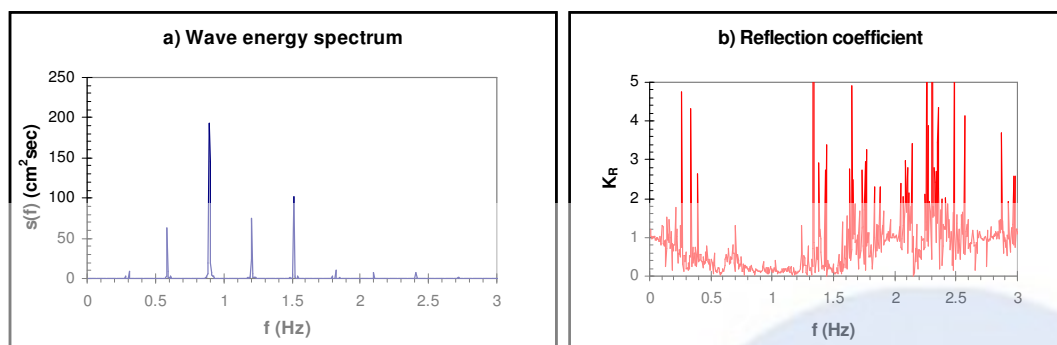 a) Wave energy spectrum
250
200
150
100
50
0
s(f) (cm²sec)
0 0.5 1 1.5 2 2.5 3
f (Hz)
b) Reflection coefficient
5
4
3
2
1
0
KR
0 0.5 1 1.5 2 2.5 3
f (Hz)